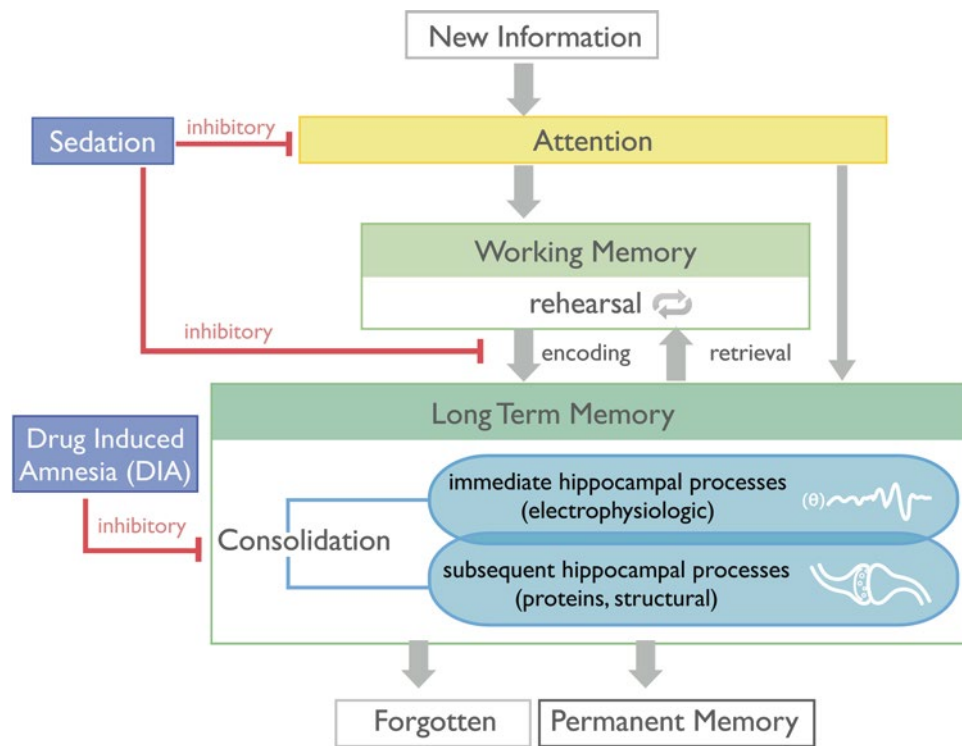 New Information
inhibitory
Sedation
Attention
Working Memory
rehearsal
inhibitory
encoding
retrieval
Long Term Memory
Drug Induced
Amnesia (DIA)
immediate hippocampal processes
(electrophysiologic)
(θ)
inhibitory
Consolidation
subsequent hippocampal processes
(proteins, structural)
Forgotten
Permanent Memory